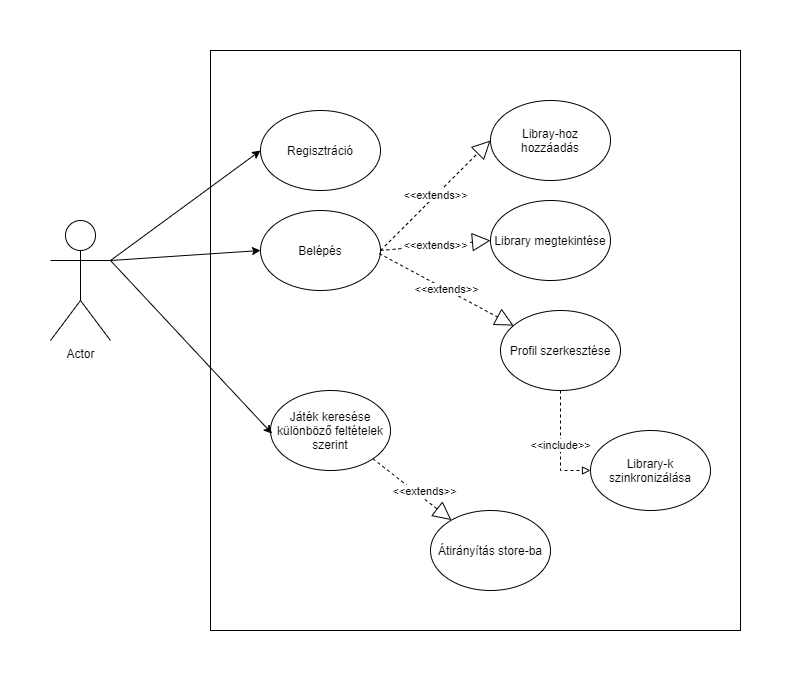 Libray-hoz
hozzáadás
Regisztráció
<<extends>>
Belépés
<<extends>>
Library megtekintése
<<extends>>
Actor
Profil szerkesztése
Játék keresése
különböző feltételek
szerint
<<include>>
Library-k
szinkronizálása
<<extends>>
Átirányítás store-ba